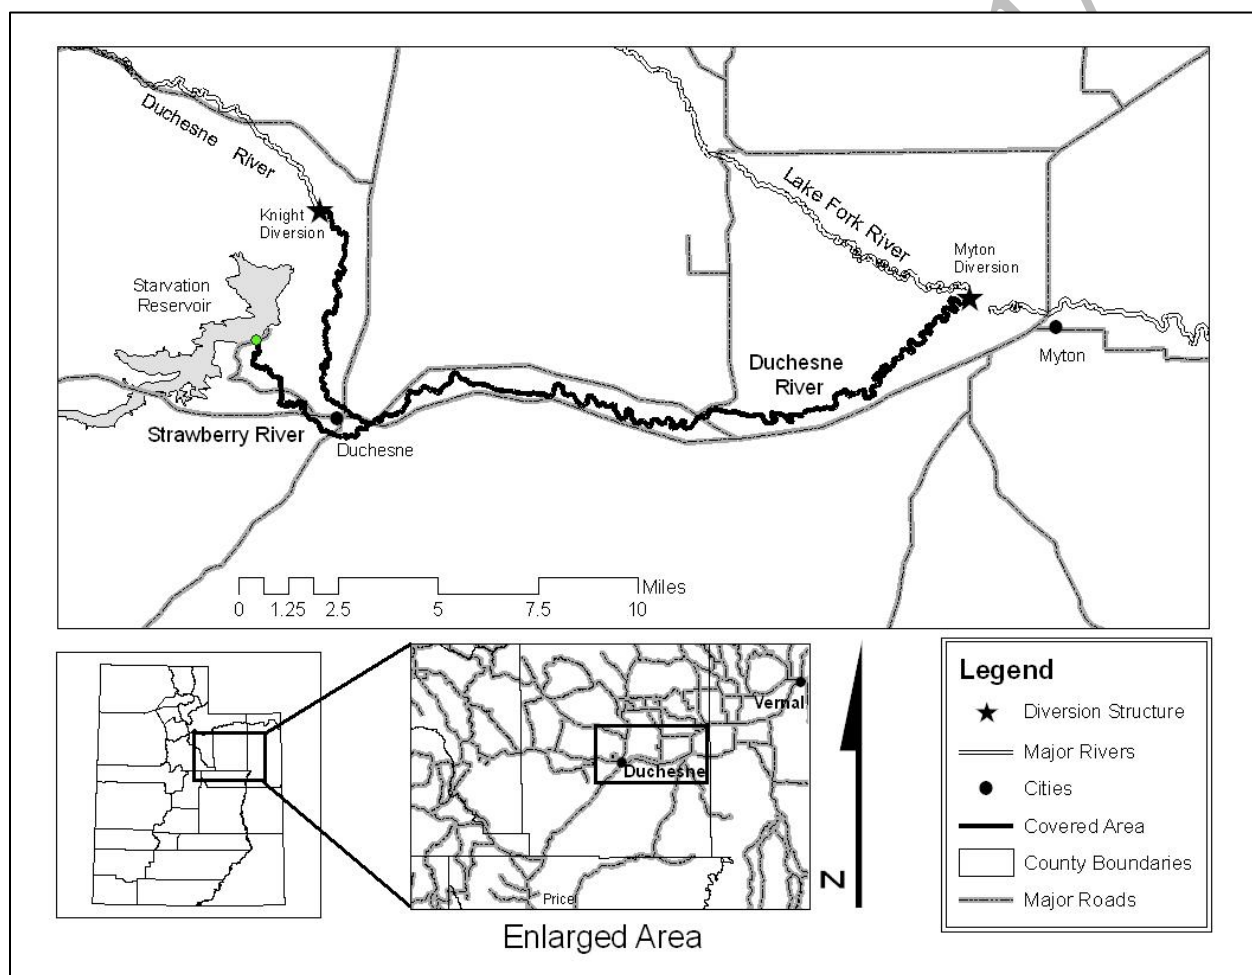 Duchesne River
Knight
Diversion
Starvation
Reservoir
Strawberry River
Duchesne
Lake Fork River
Myton
Diversion
Duchesne
River
Myton
Miles
0 1.25 2.5 5 7.5 10
Vernal
Duchesne
Price
Enlarged Area
N
Legend
Diversion Structure
Major Rivers
Cities
Covered Area
County Boundaries
Major Roads